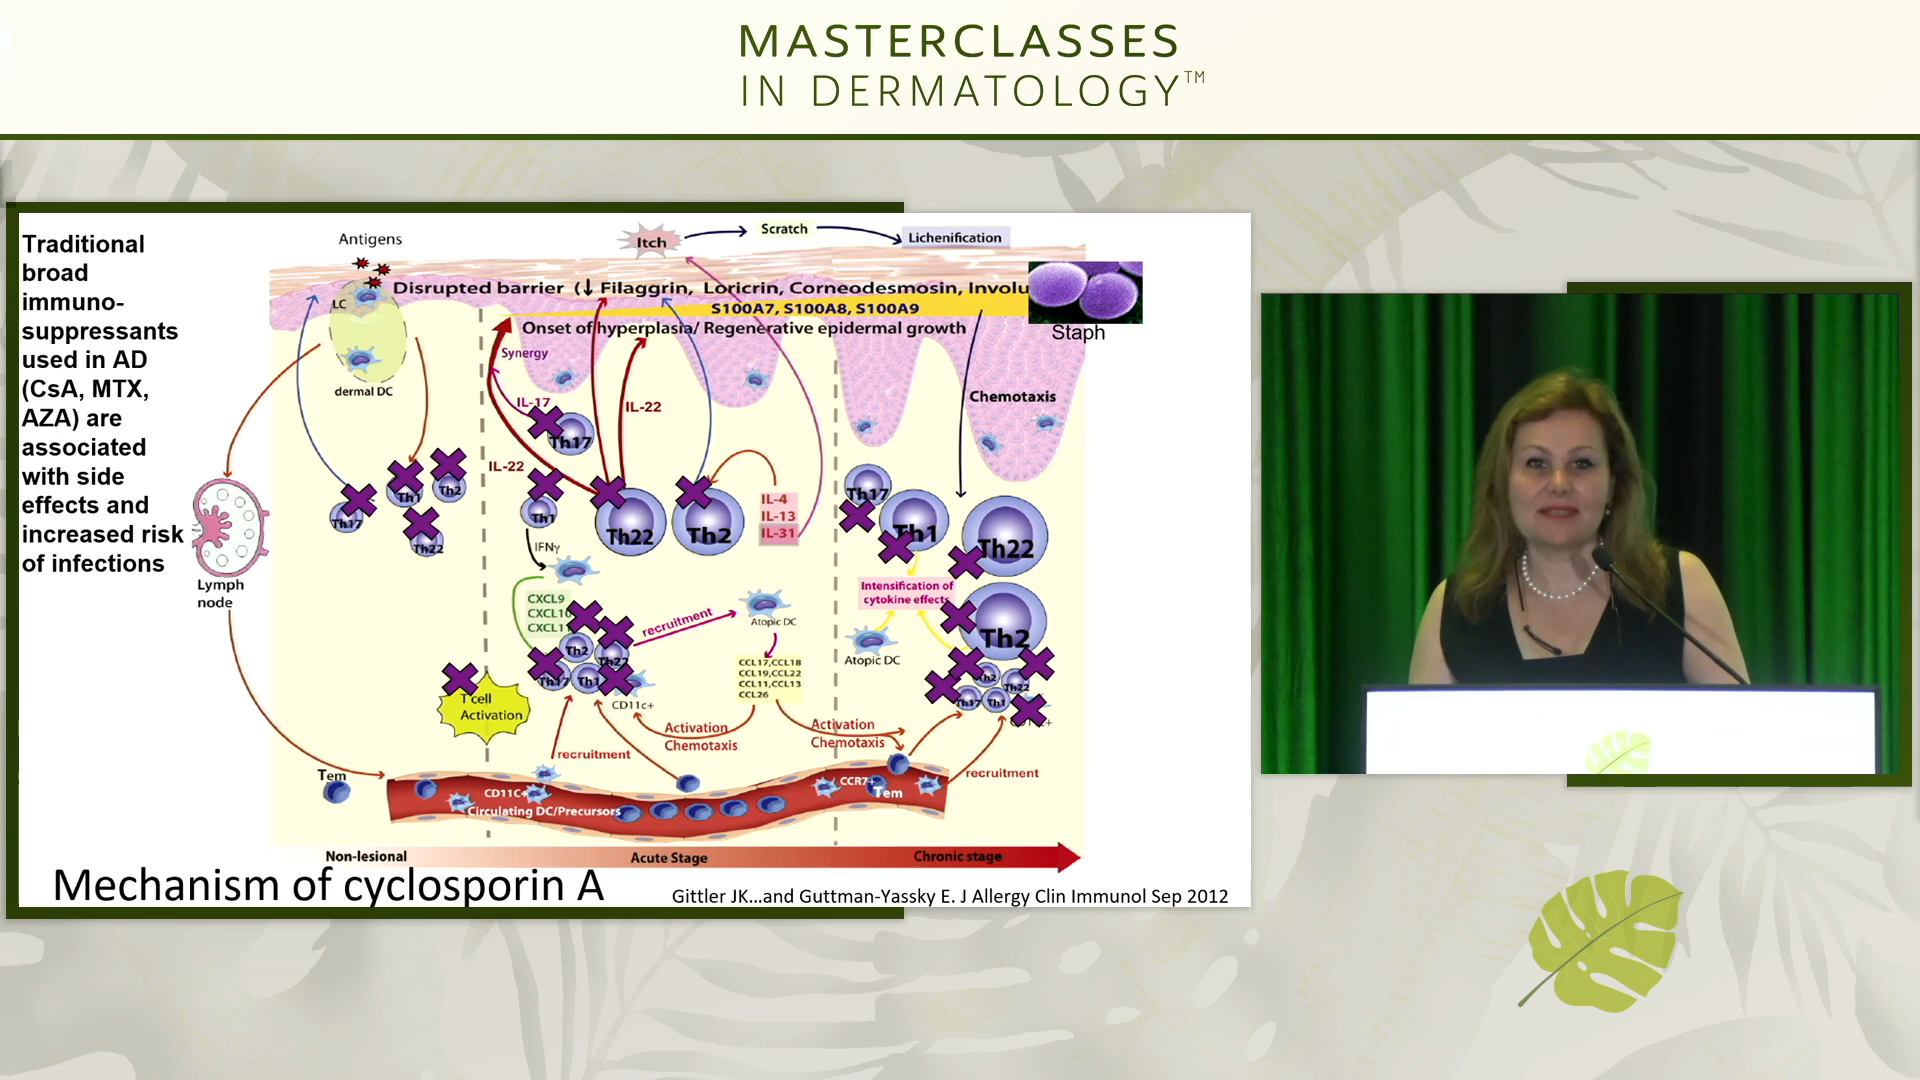 MASTERCLASSES
IN DERMATOLOGY™
Traditional
broad
immuno-
suppressants
used in AD
(CsA, MTX,
AZA) are
associated
with side
effects and
increased risk
of infections
Antigens
Itch
Scratch
Lichenification
LC
Disrupted barrier (↓ Filaggrin, Loricrin, Corneodesmosin, Involu
S100A7, S100A8, S100A9
Onset of hyperplasia/ Regenerative epidermal growth
Staph
Synergy
dermal DC
IL-17
IL-22
Chemotaxis
Th17
IL-22
Th1
Th2
Th17
Th22
Th1
Th22
Th2
IL-4
IL-13
IL-31
Th17
Th1
Th22
IFNγ
Lymph
node
CXCL9
CXCL10
CXCL11
recruitment
Atopic DC
Intensification of
cytokine effects
Th2
Th2
Th22
Th17
Th1
CD11c+
Atopic DC
CCL17,CCL18
CCL19,CCL22
CCL11,CCL13
CCL26
Th2
Th22
Th17
Th1
T cell
Activation
Activation
Chemotaxis
Activation
Chemotaxis
recruitment
recruitment
Tem
CD11C+
Circulating DC/Precursors
CCR7+
Tem
Non-lesional
Acute Stage
Chronic stage
Mechanism of cyclosporin A
Gittler JK…and Guttman-Yassky E. J Allergy Clin Immunol Sep 2012